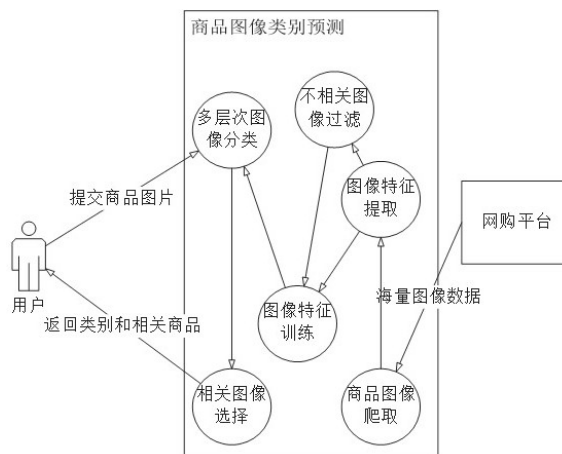 商品图像类别预测
不相关图
像过滤
多层次图
像分类
提交商品图片
图像特征
提取
网购平台
用户
海量图像数据
图像特征
训练
返回类别和相关商品
相关图像
选择
商品图像
爬取